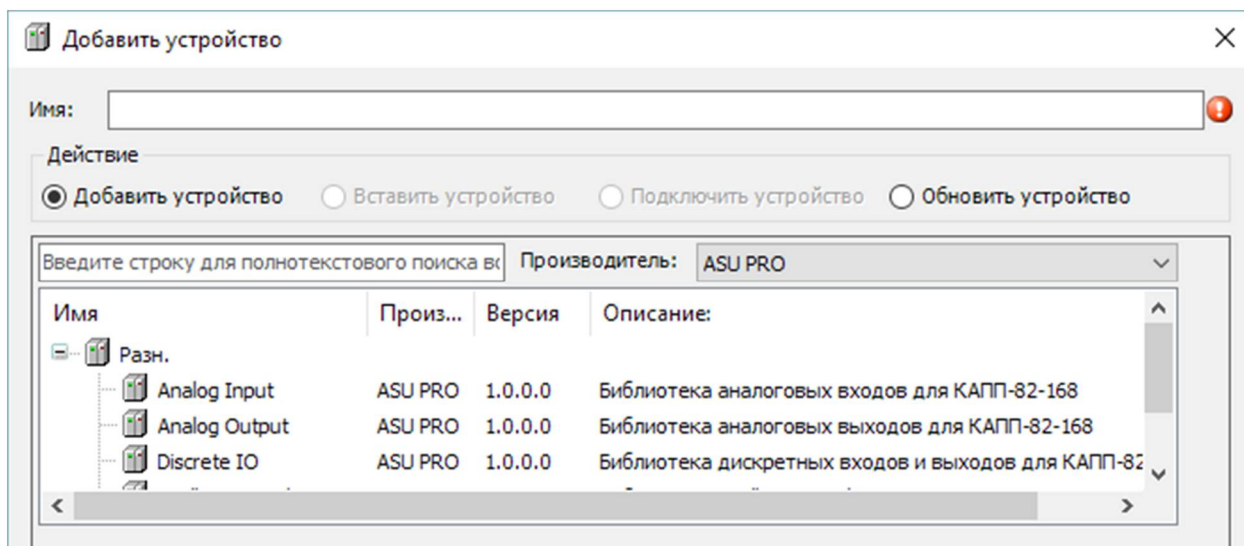 Добавить устройство
Имя:
Действие
Добавить устройство Вставить устройство Подключить устройство Обновить устройство
Введите строку для полнотекстового поиска Производитель: ASU PRO
Имя Произ... Версия Описание:
Разн.
Analog Input ASU PRO 1.0.0.0 Библиотека аналоговых входов для КАПП-82-168
Analog Output ASU PRO 1.0.0.0 Библиотека аналоговых выходов для КАПП-82-168
Discrete IO ASU PRO 1.0.0.0 Библиотека дискретных входов и выходов для КАПП-82